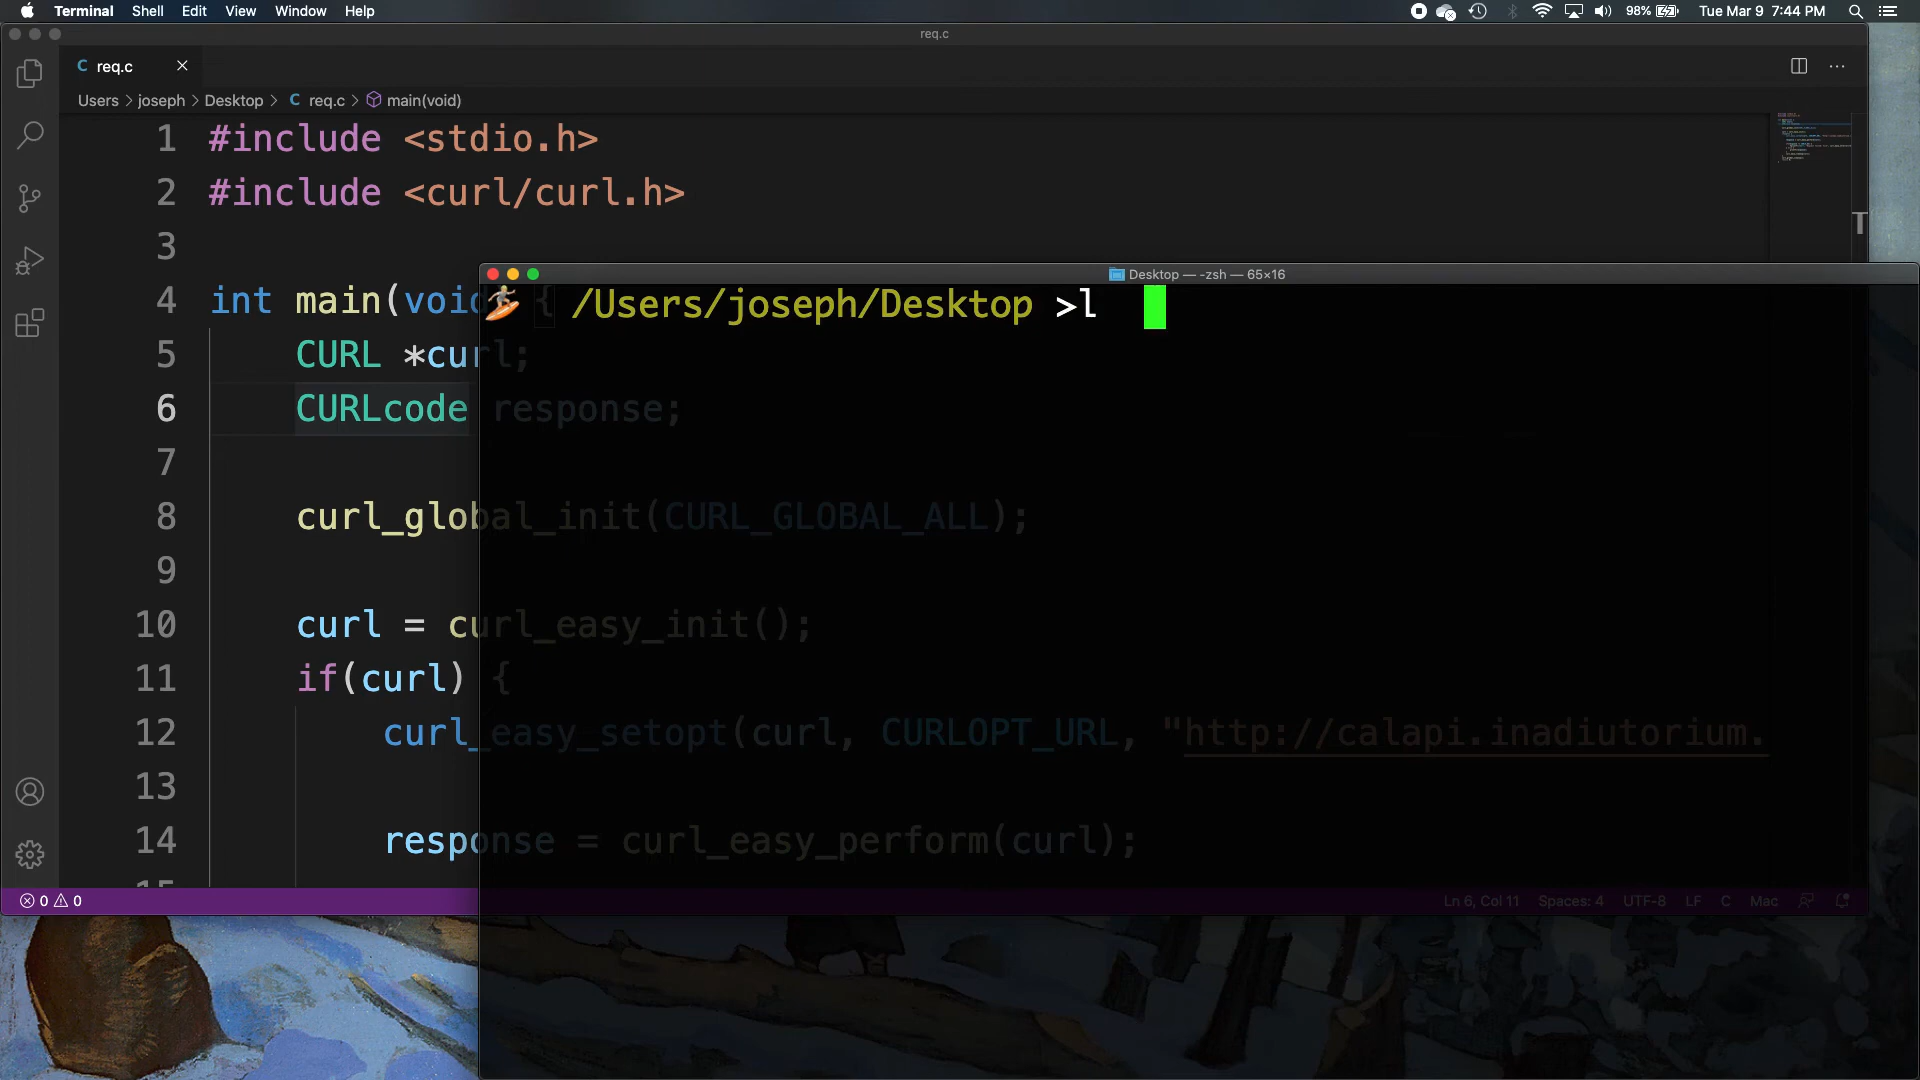 Terminal Shell Edit View Window Help 98% Tue Mar 9 7:44 PM
req.c
C req.c
Users > joseph > Desktop > C req.c > main(void)
1 #include <stdio.h>
2 #include <curl/curl.h>
3
Desktop — -zsh — 65×16
4 int main(void {
/Users/joseph/Desktop >l
5 CURL *curl;
6 CURLcode response;
7
8 curl_global_init(CURL_GLOBAL_ALL);
9
10 curl = curl_easy_init();
11 if(curl) {
12 curl_easy_setopt(curl, CURLOPT_URL, "http://calapi.inadiutorium.
13
14 response = curl_easy_perform(curl);
15
0 0 Ln 6, Col 11 Spaces: 4 UTF-8 LF C Mac